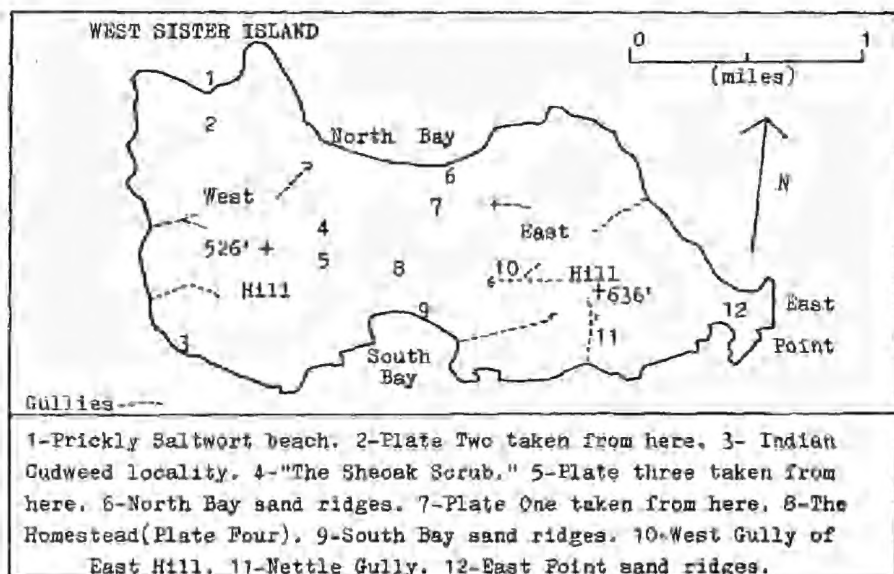 WEST SISTER ISLAND
0 1
(miles)
1
2
North Bay
6
N
West
7
4
East
526' +
5
8
10
Hill
Hill
+636'
9
12
East
3
11
Point
South
Bay
Gullies
1-Prickly Saltwort beach. 2-Plate Two taken from here. 3- Indian
Cudweed locality. 4-"The Sheoak Scrub." 5-Plate three taken from
here. 6-North Bay sand ridges. 7-Plate One taken from here. 8-The
Homestead(Plate Four). 9-South Bay sand ridges. 10-West Gully of
East Hill. 11-Nettle Gully. 12-East Point sand ridges.